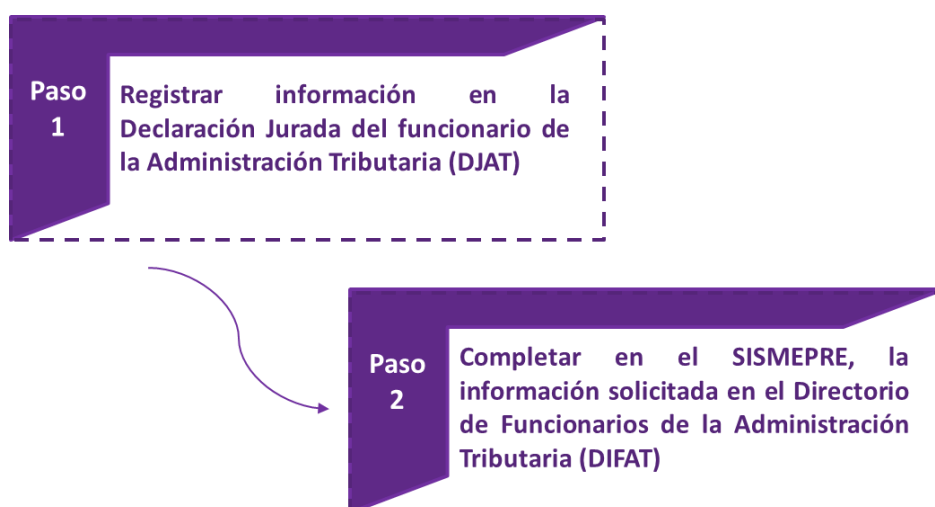 Paso
1
Registrar información en la
Declaración Jurada del funcionario de
la Administración Tributaria (DJAT)
Paso
2
Completar en el SISMEPRE, la
información solicitada en el Directorio
de Funcionarios de la Administración
Tributaria (DIFAT)